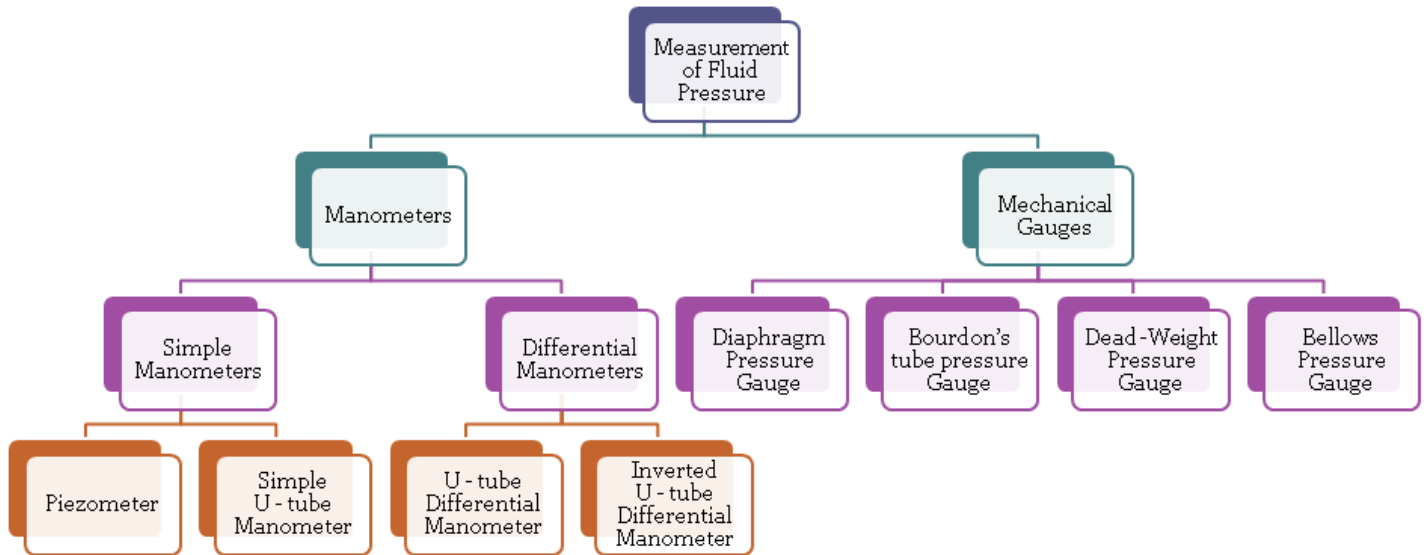 Measurement
of Fluid
Pressure
Manometers
Mechanical
Gauges
Simple
Manometers
Differential
Manometers
Diaphragm
Pressure
Gauge
Bourdon's
tube pressure
Gauge
Dead-Weight
Pressure
Gauge
Bellows
Pressure
Gauge
Piezometer
Simple
U - tube
Manometer
U - tube
Differential
Manometer
Inverted
U - tube
Differential
Manometer